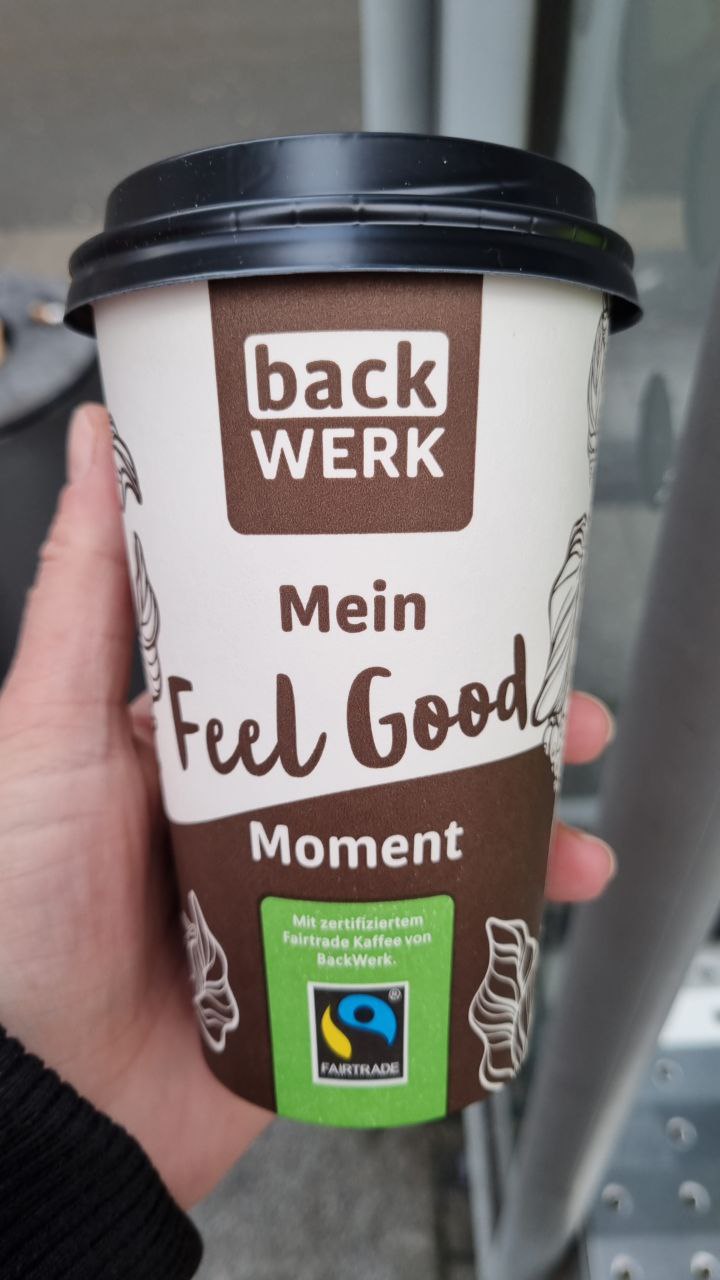 back
WERK
Mein
Feel Good
Moment
Mit zertifiziertem
Fairtrade Kaffee von
BackWerk.
®
FAIRTRADE